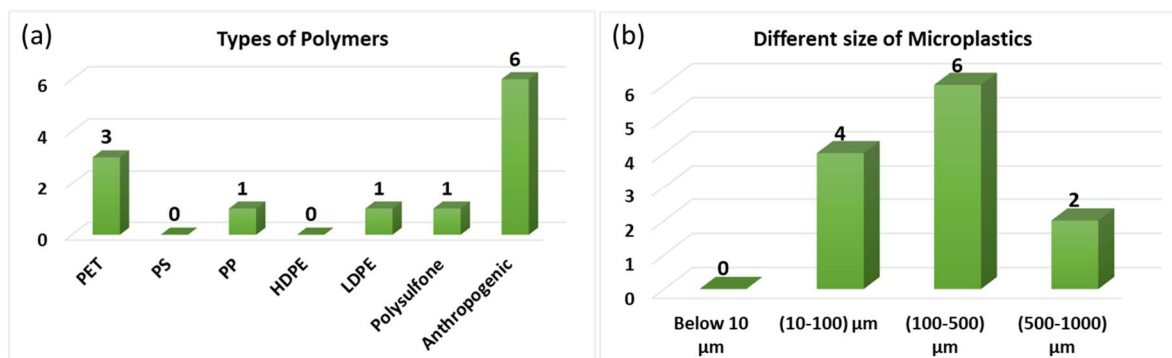 (a)
Types of Polymers
6
4
2
0
3
0
1
0
1
1
6
PET
PS
PP
HDPE
LDPE
Polysulfone
Anthropogenic
(b)
Different size of Microplastics
6
5
4
3
2
1
0
0
4
6
2
Below 10
μm
(10-100) μm
(100-500)
μm
(500-1000)
μm